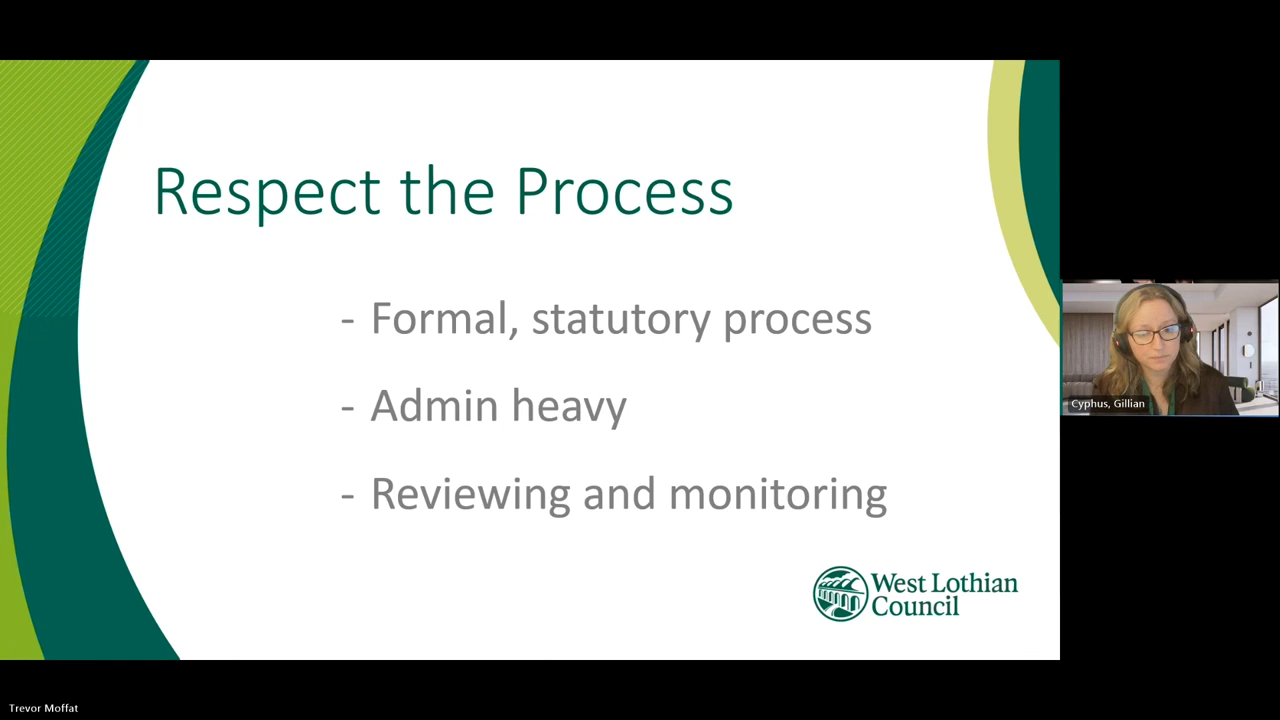 Respect the Process
- Formal, statutory process
- Admin heavy
- Reviewing and monitoring
West Lothian
Council
Cyphus, Gillian
Trevor Moffat